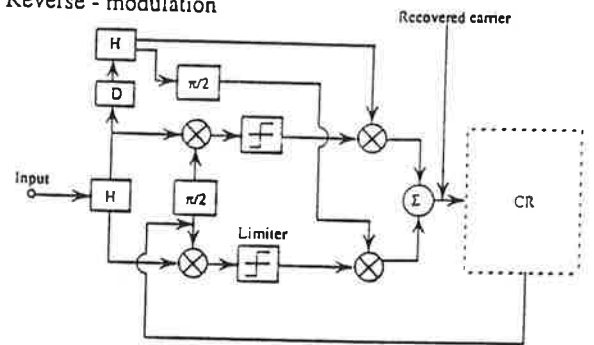 Reverse - modulation
Recovered carrier
H
π/2
D
Input
H
π/2
Limiter
Σ
CR